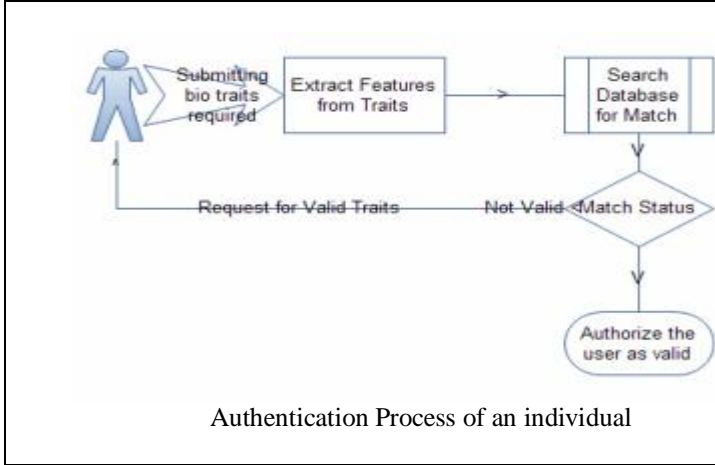 Submitting
bio traits
required
Extract Features
from Traits
Search
Database
for Match
Request for Valid Traits
Not Valid
Match Status
Authorize the
user as valid
Authentication Process of an individual